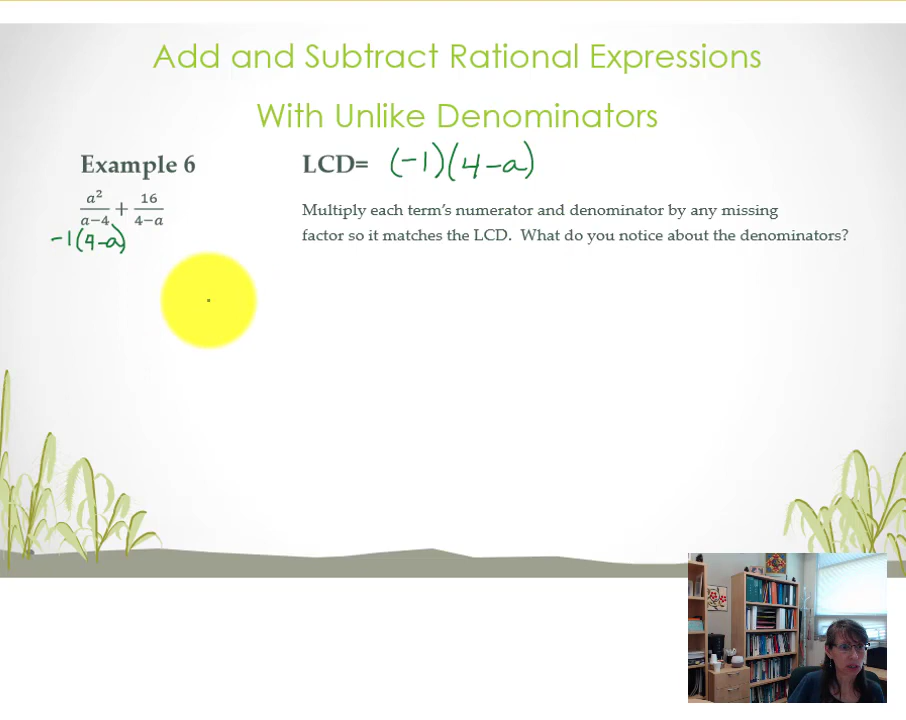 Add and Subtract Rational Expressions
With Unlike Denominators
Example 6
LCD= (-1)(4-a)
a²/a−4 + 16/4−a
-1(4-a)
Multiply each term's numerator and denominator by any missing
factor so it matches the LCD. What do you notice about the denominators?